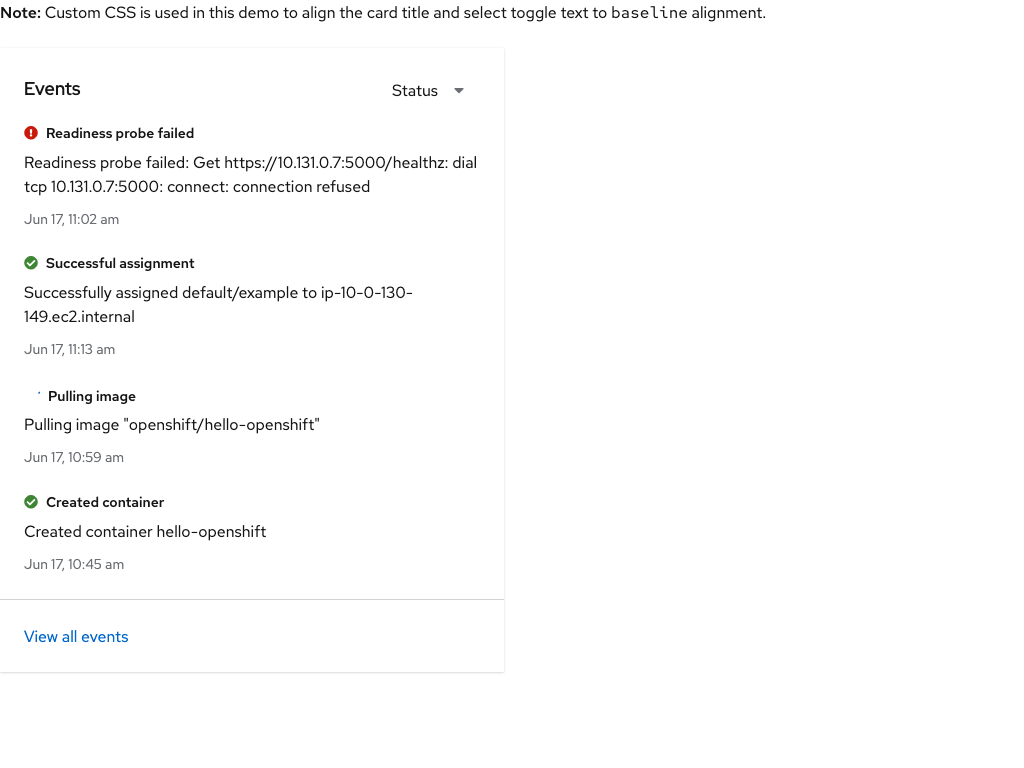 Note: Custom CSS is used in this demo to align the card title and select toggle text to baseline alignment.
Events
Status
Readiness probe failed
Readiness probe failed: Get https://10.131.0.7:5000/healthz: dial
tcp 10.131.0.7:5000: connect: connection refused
Jun 17, 11:02 am
Successful assignment
Successfully assigned default/example to ip-10-0-130-
149.ec2.internal
Jun 17, 11:13 am
Pulling image
Pulling image "openshift/hello-openshift"
Jun 17, 10:59 am
Created container
Created container hello-openshift
Jun 17, 10:45 am
View all events